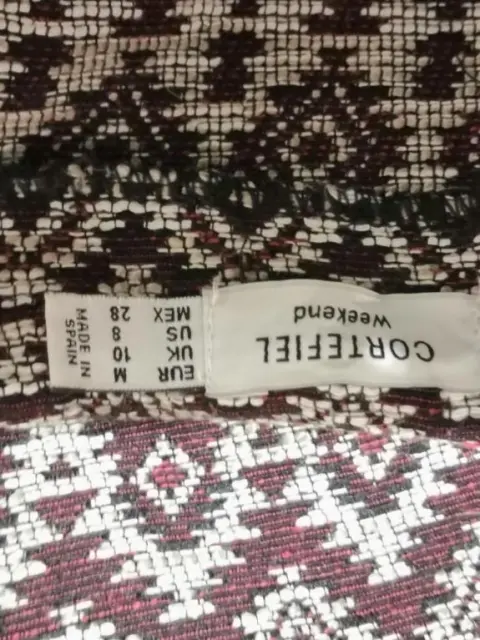 CORTEFIEL
Weekend
EUR M
UK 10
US 8
MEX 28
MADE IN
SPAIN